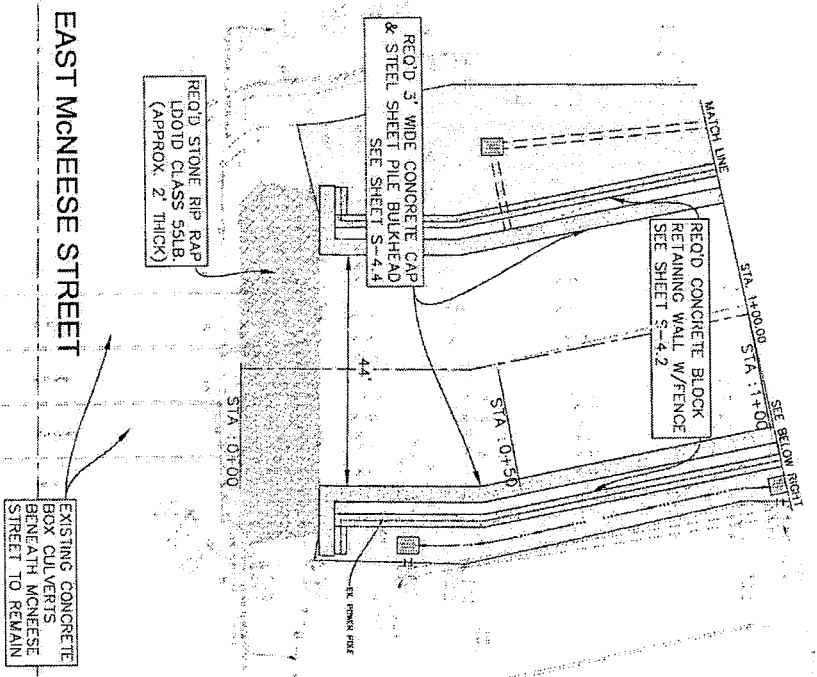 EAST McNEESE STREET
REQ'D STONE RIP RAP
LDOTD CLASS 55LB.
(APPROX. 2' THICK)
REQ'D 3' WIDE CONCRETE CAP
& STEEL SHEET PILE BULKHEAD
SEE SHEET S-4.4
REQ'D CONCRETE BLOCK
RETAINING WALL W/FENCE
SEE SHEET S-4.2
MATCH LINE
STA. 1+00.00
STA : 1+00
SEE BELOW RIGHT
44'
STA : 0+50
STA : 0+00
EX. POWER POLE
EXISTING CONCRETE
BOX CULVERTS
BENEATH MCNEESE
STREET TO REMAIN